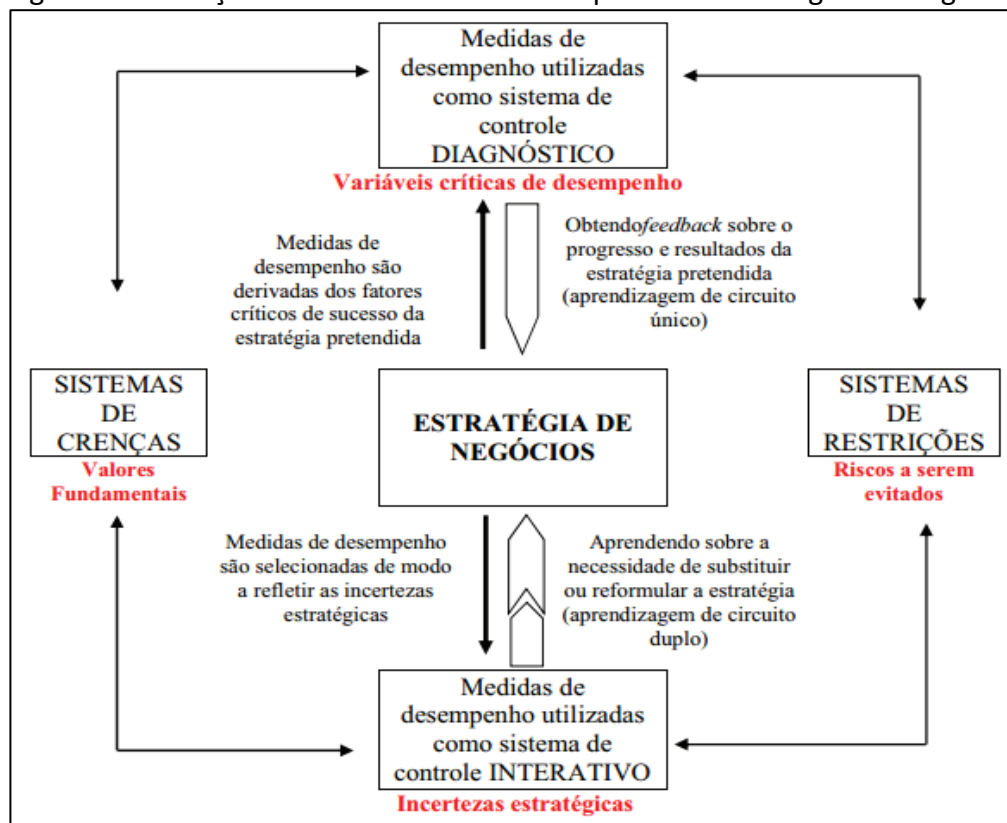 Medidas de
desempenho utilizadas
como sistema de
controle
DIAGNÓSTICO
Variáveis críticas de desempenho
Medidas de
desempenho são
derivadas dos fatores
críticos de sucesso da
estratégia pretendida
Obtendofeedback sobre o
progresso e resultados da
estratégia pretendida
(aprendizagem de circuito
único)
SISTEMAS
DE
CRENÇAS
Valores
Fundamentais
ESTRATÉGIA DE
NEGÓCIOS
SISTEMAS
DE
RESTRIÇÕES
Riscos a serem
evitados
Medidas de desempenho
são selecionadas de modo
a refletir as incertezas
estratégicas
Aprendendo sobre a
necessidade de substituir
ou reformular a estratégia
(aprendizagem de circuito
duplo)
Medidas de
desempenho utilizadas
como sistema de
controle INTERATIVO
Incertezas estratégicas